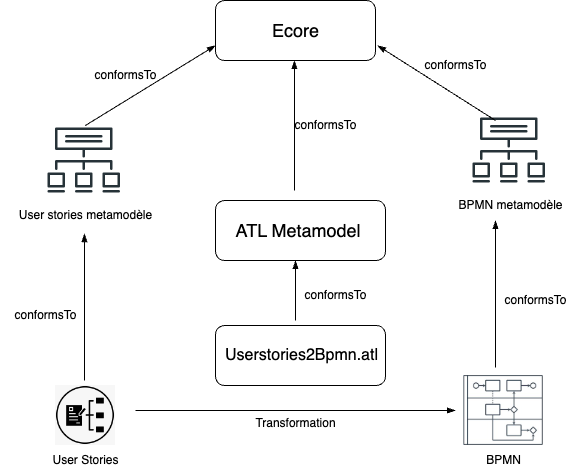 Ecore
conformsTo
conformsTo
conformsTo
User stories metamodèle
BPMN metamodèle
ATL Metamodel
conformsTo
conformsTo
conformsTo
Userstories2Bpmn.atl
Transformation
User Stories
BPMN